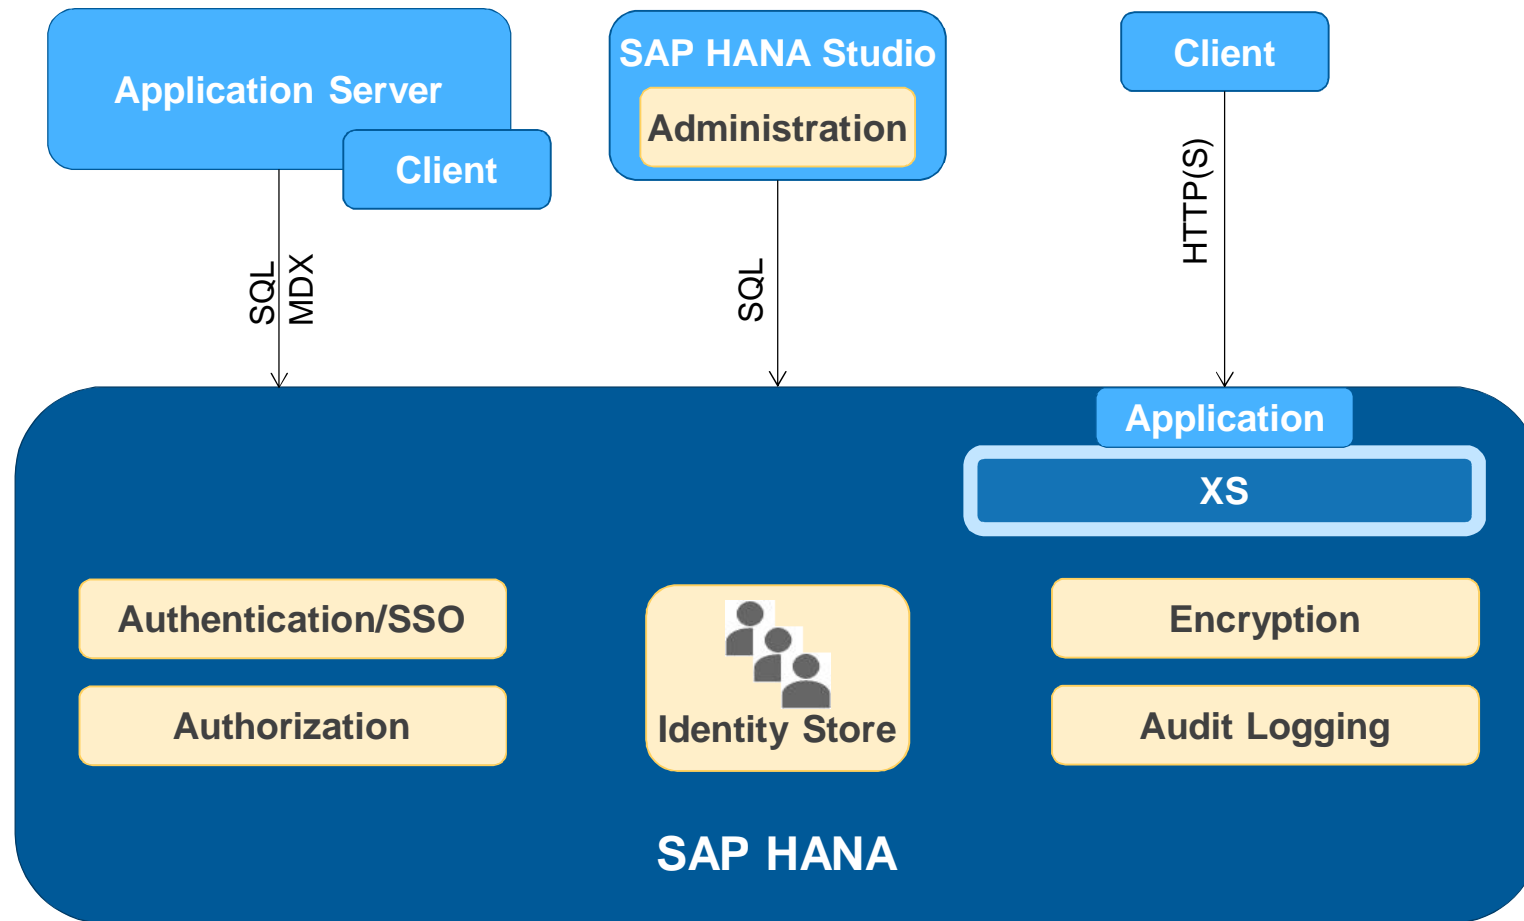 Application Server
Client
SAP HANA Studio
Administration
Client
SQL
MDX
SQL
HTTP(S)
Application
XS
Authentication/SSO
Authorization
Identity Store
Encryption
Audit Logging
SAP HANA